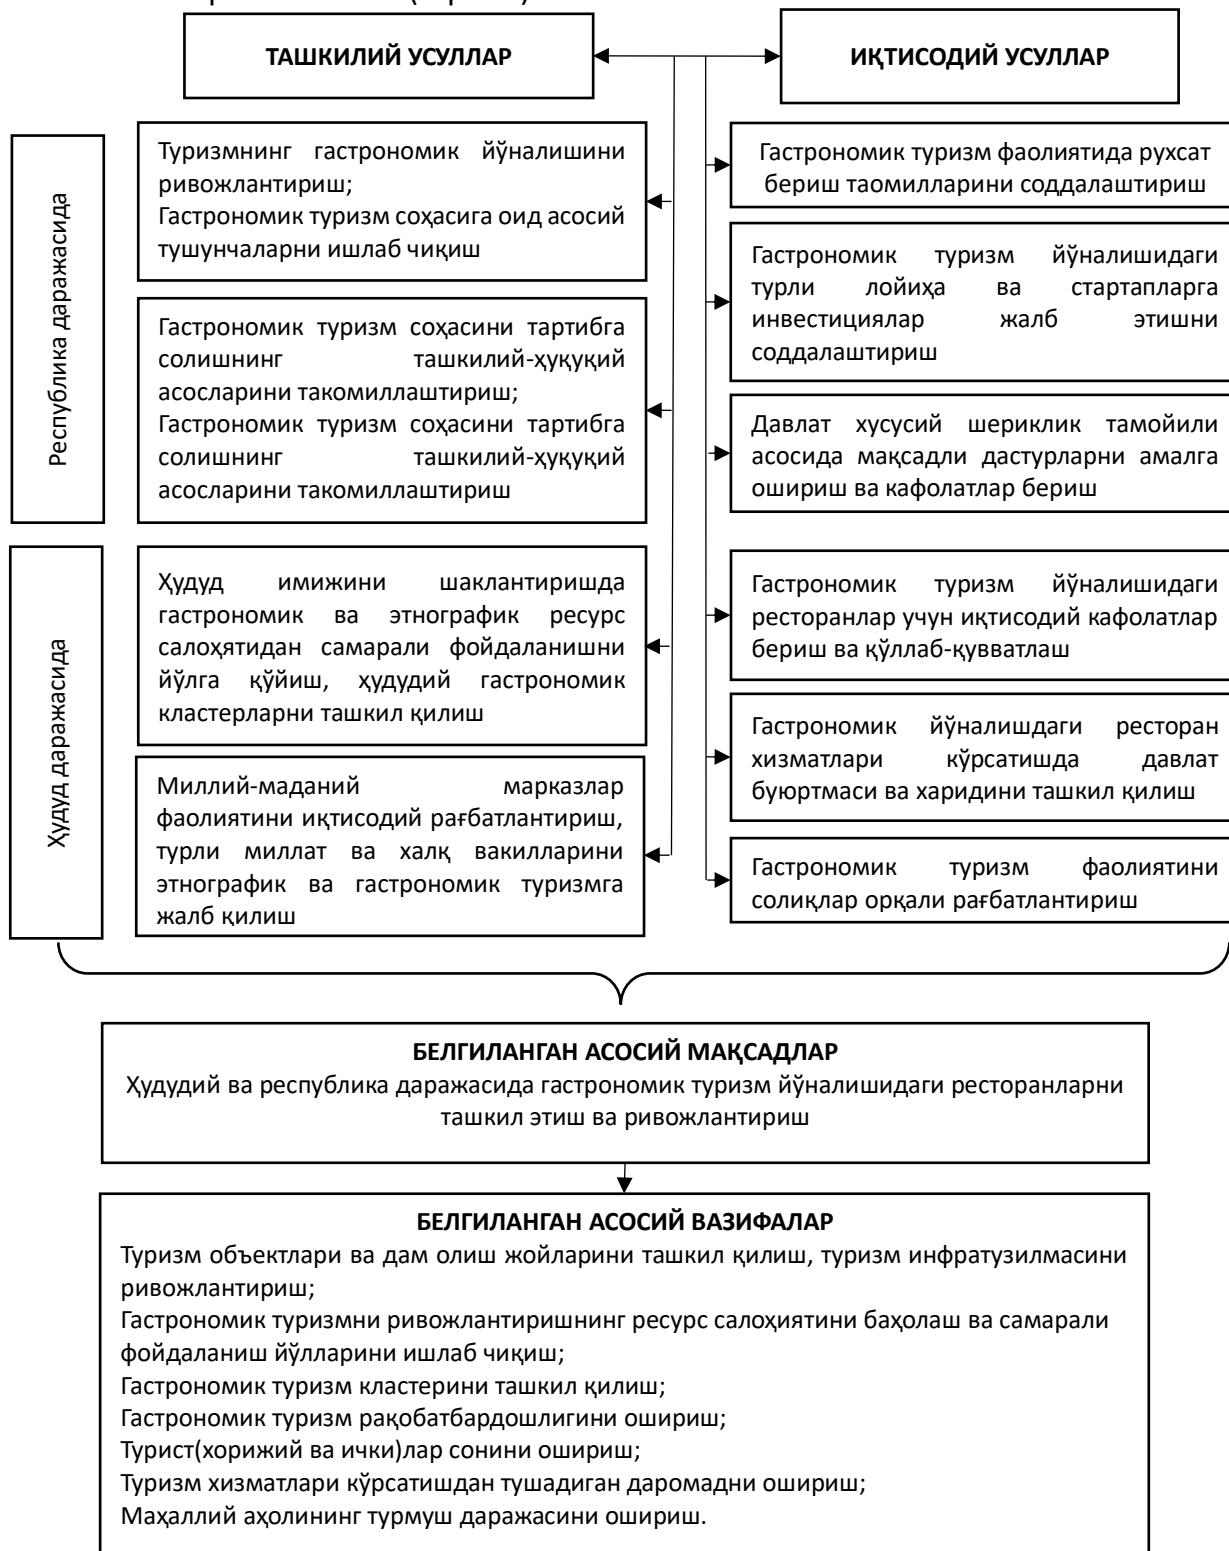 ТАШКИЛИЙ УСУЛЛАР
ИҚТИСОДИЙ УСУЛЛАР
Республика даражасида
Туризмнинг гастрономик йўналишини
ривожлантириш;
Гастрономик туризм соҳасига оид асосий
тушунчаларни ишлаб чиқиш
Гастрономик туризм соҳасини тартибга
солишнинг ташкилий-ҳуқуқий
асосларини такомиллаштириш;
Гастрономик туризм соҳасини тартибга
солишнинг ташкилий-ҳуқуқий
асосларини такомиллаштириш
Гастрономик туризм фаолиятида рухсат
бериш таомилларини соддалаштириш
Гастрономик туризм йўналишидаги
турли лойиҳа ва стартапларга
инвестициялар жалб этишни
соддалаштириш
Давлат хусусий шериклик тамойили
асосида мақсадли дастурларни амалга
ошириш ва кафолатлар бериш
Ҳудуд даражасида
Ҳудуд имижини шаклантиришда
гастрономик ва этнографик ресурс
салоҳятидан самарали фойдаланишни
йўлга қўйиш, ҳудудий гастрономик
кластерларни ташкил қилиш
Миллий-маданий марказлар
фаолиятини иқтисодий рағбатлантириш,
турли миллат ва халқ вакилларини
этнографик ва гастрономик туризмга
жалб қилиш
Гастрономик туризм йўналишидаги
ресторанлар учун иқтисодий кафолатлар
бериш ва қўллаб-қувватлаш
Гастрономик йўналишдаги ресторан
хизматлари кўрсатишда давлат
буюртмаси ва харидини ташкил қилиш
Гастрономик туризм фаолиятини
солиқлар орқали рағбатлантириш
БЕЛГИЛАНГАН АСОСИЙ МАҚСАДЛАР
Ҳудудий ва республика даражасида гастрономик туризм йўналишидаги ресторанларни
ташкил этиш ва ривожлантириш
БЕЛГИЛАНГАН АСОСИЙ ВАЗИФАЛАР
Туризм объектлари ва дам олиш жойларини ташкил қилиш, туризм инфратузилмасини
ривожлантириш;
Гастрономик туризмни ривожлантиришнинг ресурс салоҳиятини баҳолаш ва самарали
фойдаланиш йўлларини ишлаб чиқиш;
Гастрономик туризм кластерини ташкил қилиш;
Гастрономик туризм рақобатбардошлигини ошириш;
Турист(хорижий ва ички)лар сонини ошириш;
Туризм хизматлари кўрсатишдан тушадиган даромадни ошириш;
Маҳаллий аҳолининг турмуш даражасини ошириш.